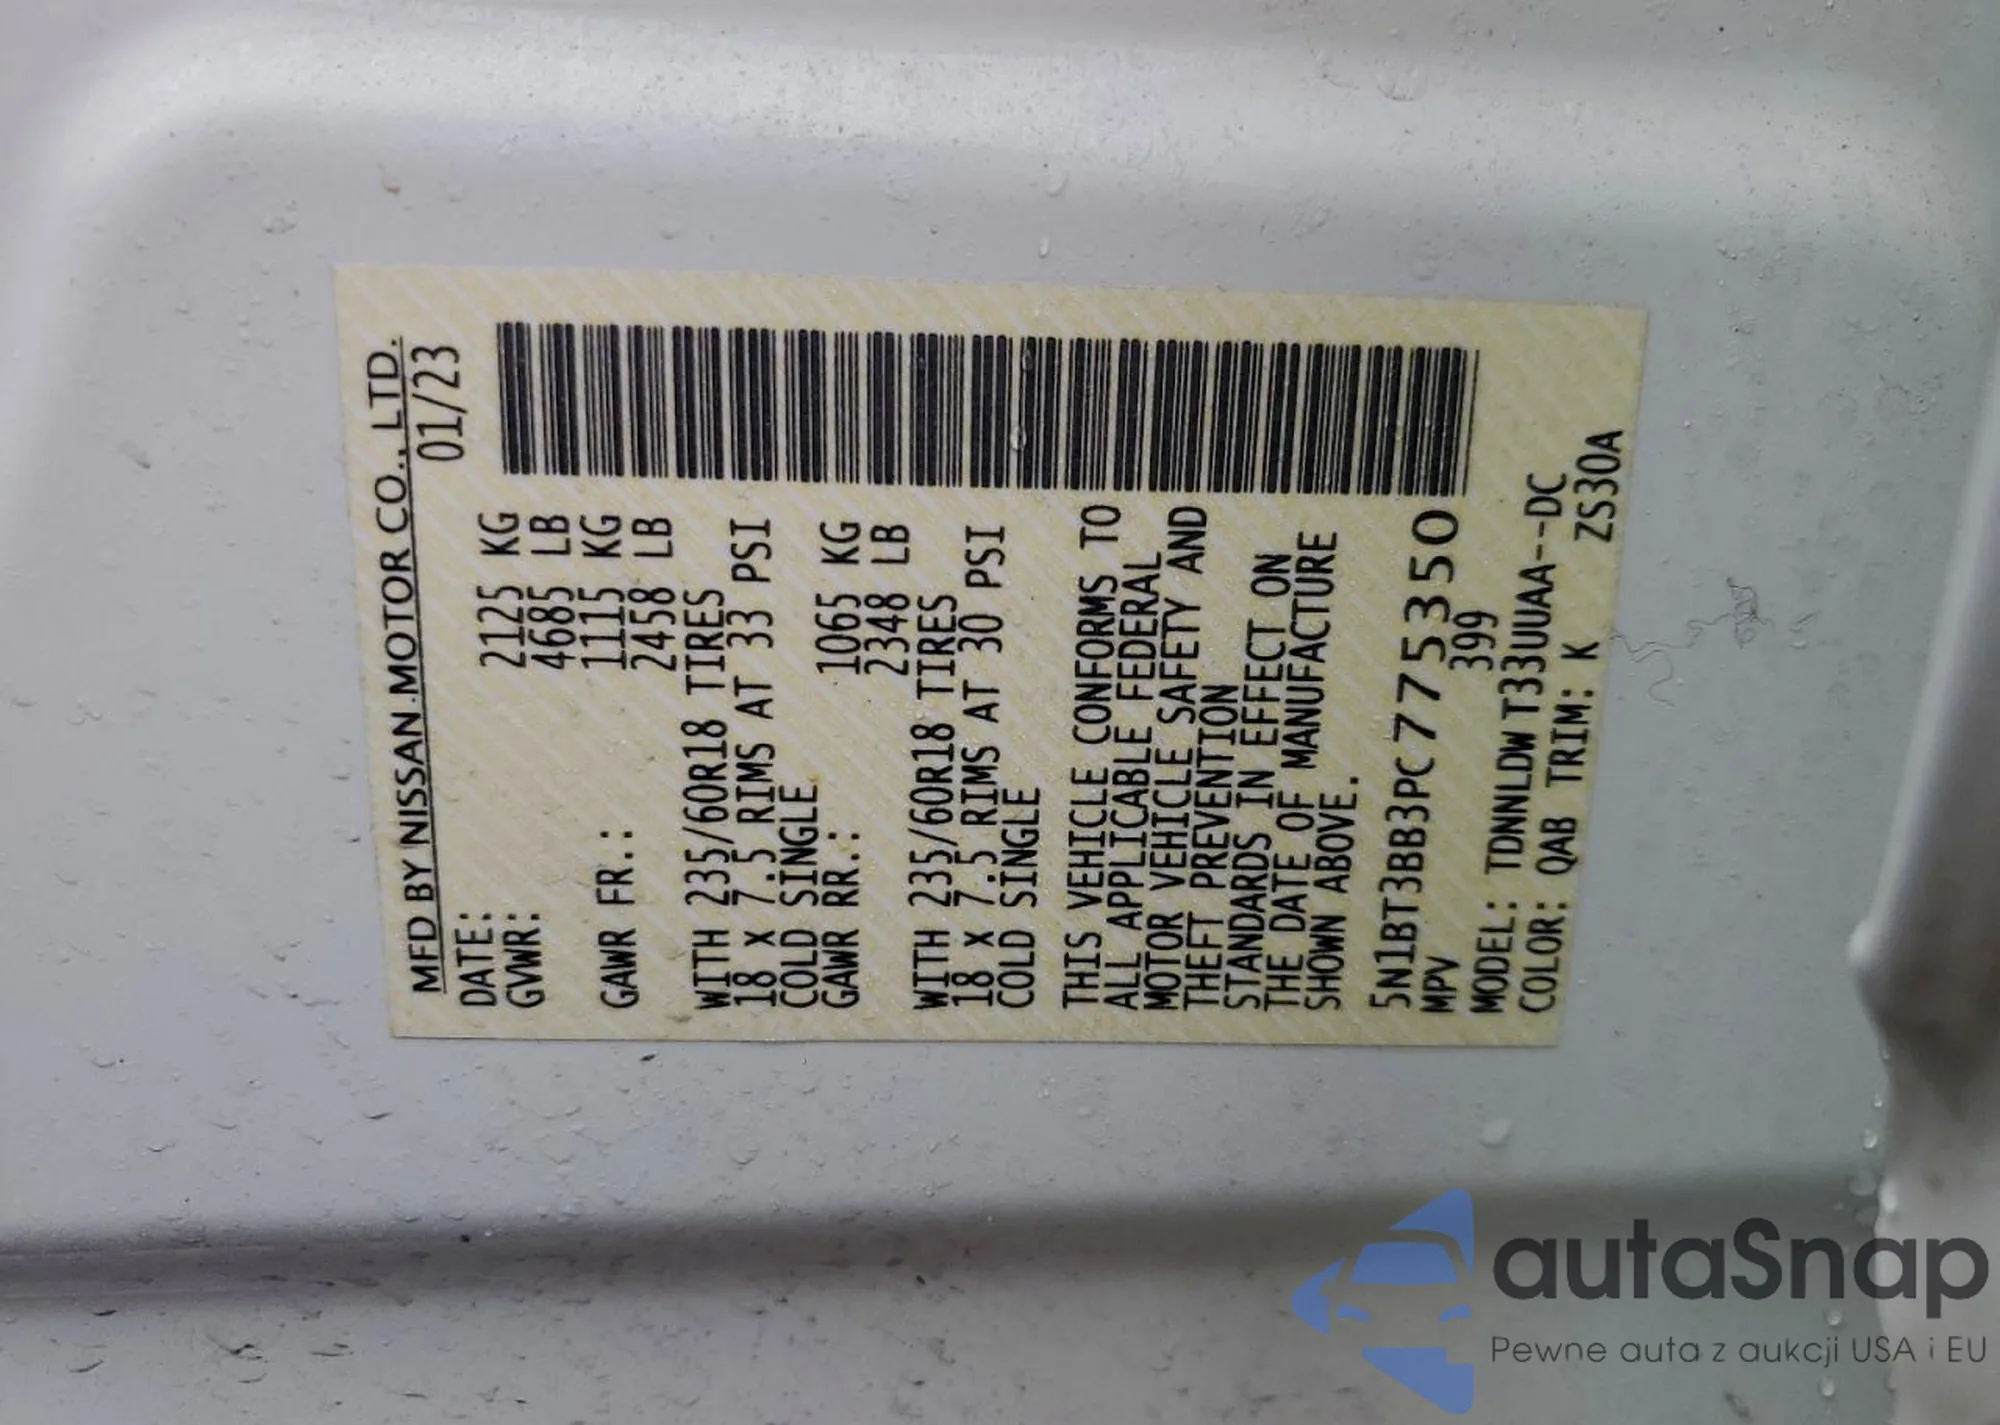 MFD BY NISSAN MOTOR CO., LTD.
DATE: 01/23
GVWR: 2125 KG
4685 LB
GAWR FR.: 1115 KG
2458 LB
WITH 235/60R18 TIRES
18 X 7.5 RIMS AT 33 PSI
COLD SINGLE
GAWR RR.: 1065 KG
2348 LB
WITH 235/60R18 TIRES
18 X 7.5 RIMS AT 30 PSI
COLD SINGLE
THIS VEHICLE CONFORMS TO
ALL APPLICABLE FEDERAL
MOTOR VEHICLE SAFETY AND
THEFT PREVENTION
STANDARDS IN EFFECT ON
THE DATE OF MANUFACTURE
SHOWN ABOVE.
5N1BT3BB3PC775350
MPV 399
MODEL: TDNNLDW T33UUAA--DC
COLOR: QAB TRIM: K ZS30A
autaSnap
Pewne auta z aukcji USA i EU